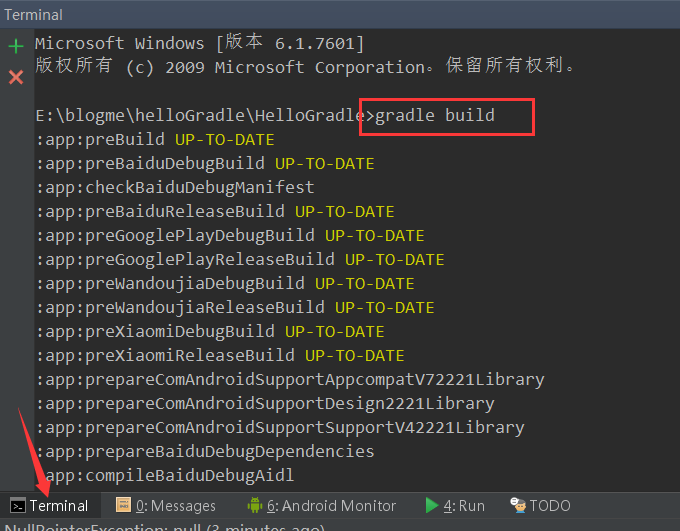 Terminal
Microsoft Windows [版本 6.1.7601]
版权所有 (c) 2009 Microsoft Corporation。保留所有权利。
E:\blogme\helloGradle\HelloGradle>gradle build
:app:preBuild UP-TO-DATE
:app:preBaiduDebugBuild UP-TO-DATE
:app:checkBaiduDebugManifest
:app:preBaiduReleaseBuild UP-TO-DATE
:app:preGooglePlayDebugBuild UP-TO-DATE
:app:preGooglePlayReleaseBuild UP-TO-DATE
:app:preWandoujiaDebugBuild UP-TO-DATE
:app:preWandoujiaReleaseBuild UP-TO-DATE
:app:preXiaomiDebugBuild UP-TO-DATE
:app:preXiaomiReleaseBuild UP-TO-DATE
:app:prepareComAndroidSupportAppcompatV72221Library
:app:prepareComAndroidSupportDesign2221Library
:app:prepareComAndroidSupportSupportV42221Library
:app:prepareBaiduDebugDependencies
:app:compileBaiduDebugAidl
Terminal 0: Messages 6: Android Monitor 4: Run TODO
NullPointerException: null (3 minutes ago)